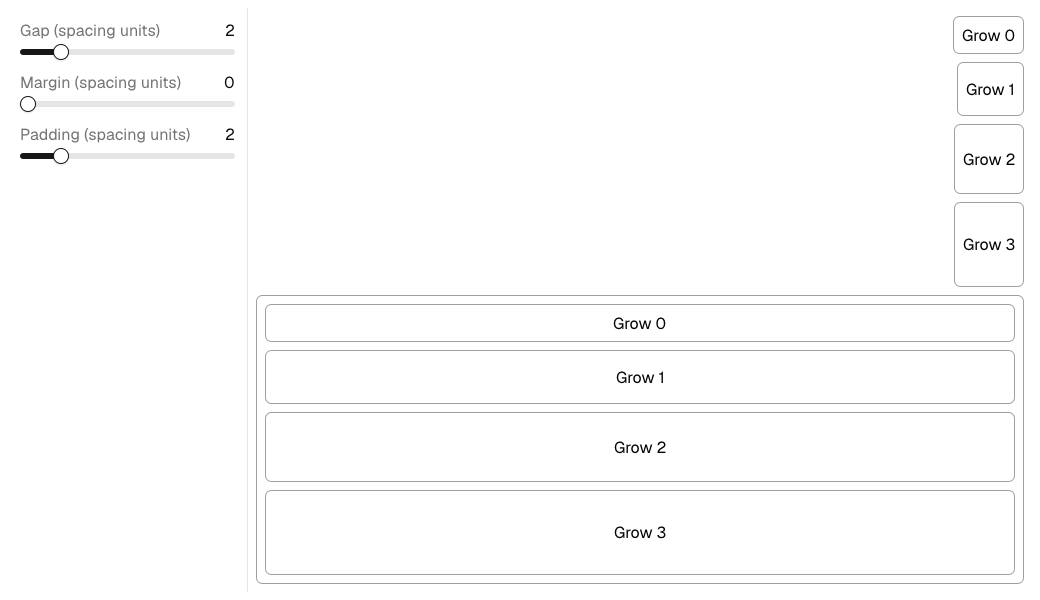 Gap (spacing units) 2
Margin (spacing units) 0
Padding (spacing units) 2
Grow 0
Grow 1
Grow 2
Grow 3
Grow 0
Grow 1
Grow 2
Grow 3